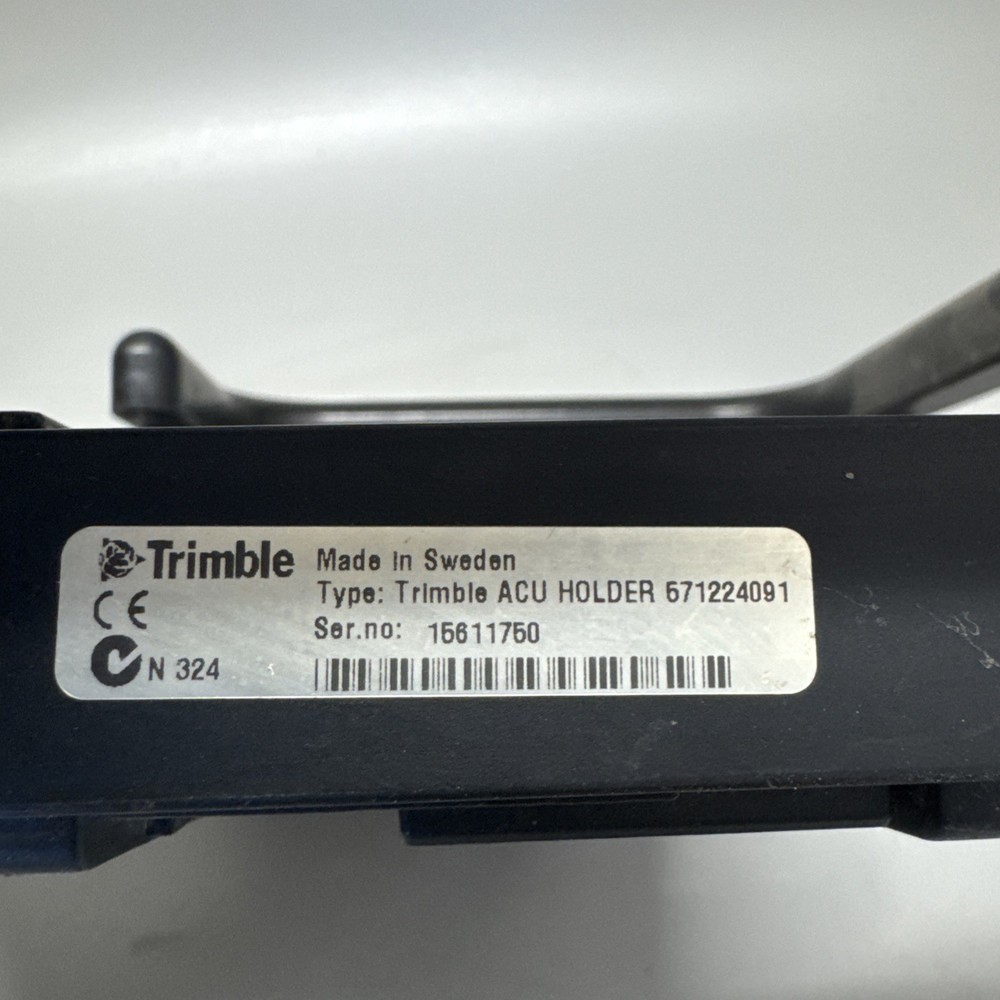 Trimble
Made in Sweden
Type: Trimble ACU HOLDER 571224091
Ser.no: 15611750
CE
N 324